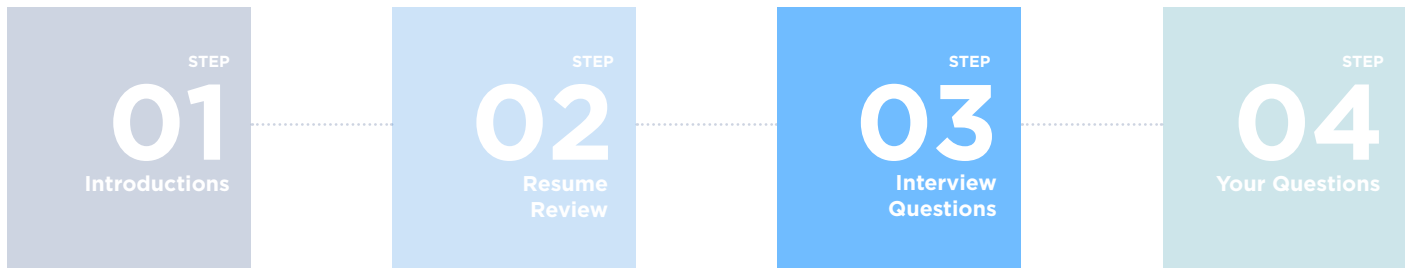 STEP
01
Introductions
STEP
02
Resume
Review
STEP
03
Interview
Questions
STEP
04
Your Questions